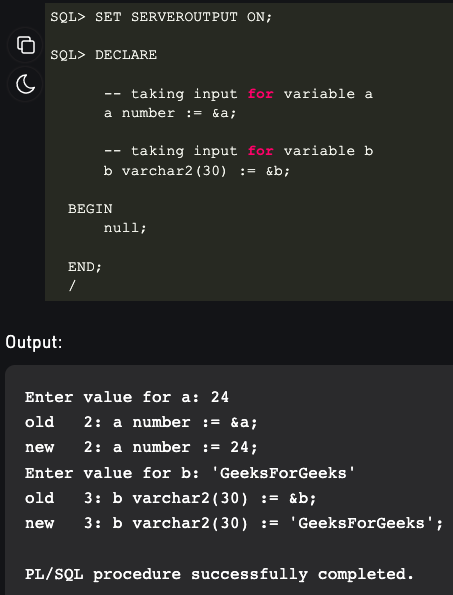 SQL> SET SERVEROUTPUT ON;
SQL> DECLARE
-- taking input for variable a
a number := &a;
-- taking input for variable b
b varchar2(30) := &b;
BEGIN
null;
END;
/
Output:
Enter value for a: 24
old   2: a number := &a;
new   2: a number := 24;
Enter value for b: 'GeeksForGeeks'
old   3: b varchar2(30) := &b;
new   3: b varchar2(30) := 'GeeksForGeeks';
PL/SQL procedure successfully completed.